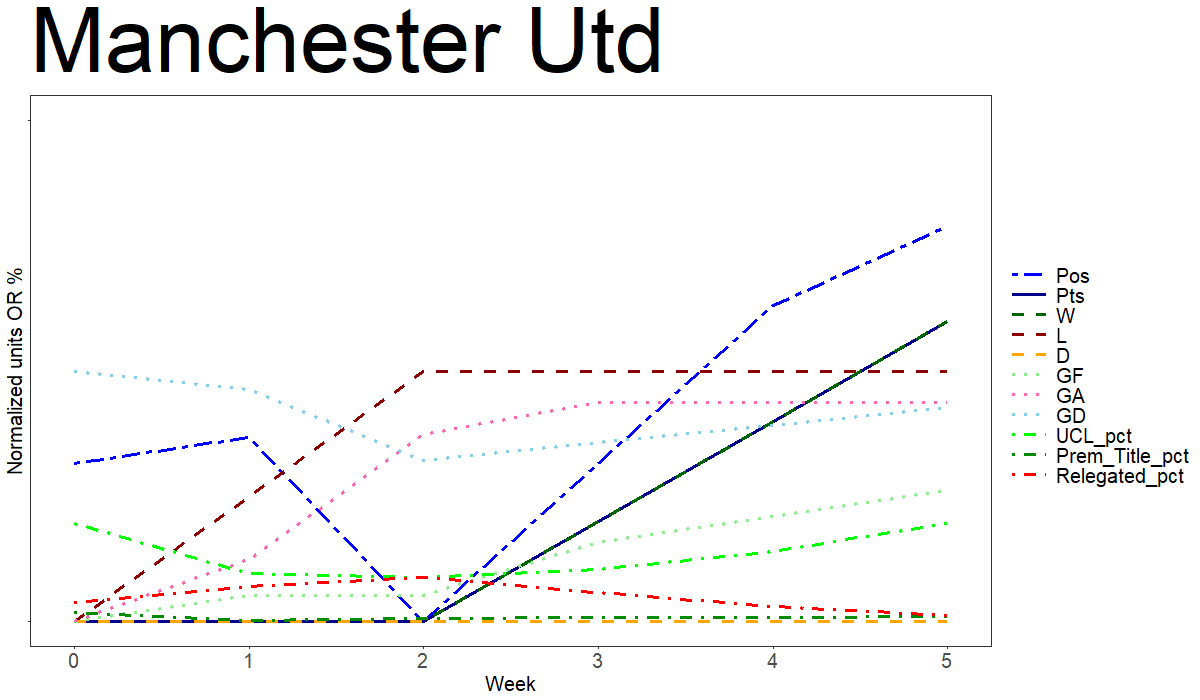 Manchester Utd
Normalized units OR %
0 1 2 3 4 5
Week
Pos
Pts
W
L
D
GF
GA
GD
UCL_pct
Prem_Title_pct
Relegated_pct